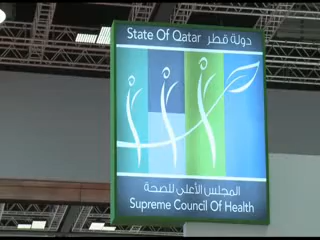 State Of Qatar دولة قطر
المجلس الأعلى للصحة
Supreme Council Of Health